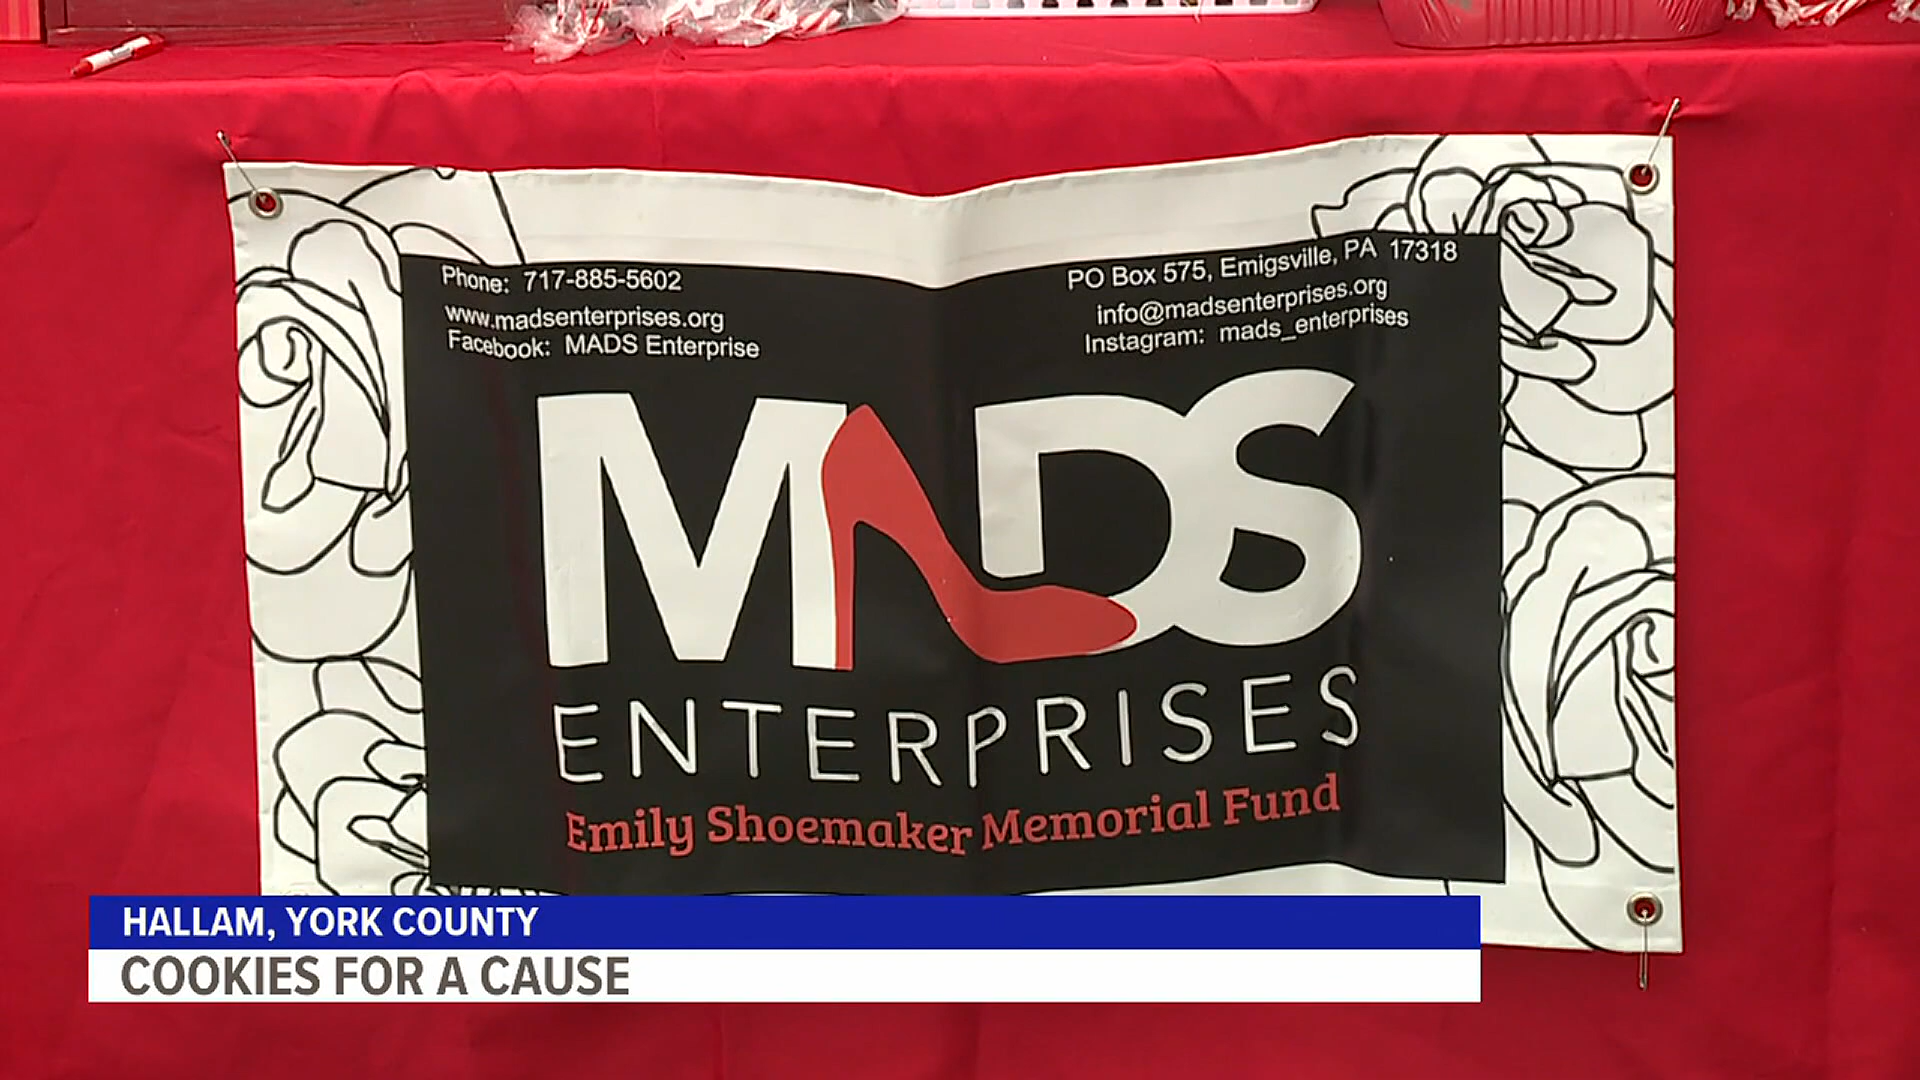 Phone: 717-885-5602
www.madsenterprises.org
Facebook: MADS Enterprise
PO Box 575, Emigsville, PA 17318
info@madsenterprises.org
Instagram: mads_enterprises
MADS
ENTERPRISES
Emily Shoemaker Memorial Fund
HALLAM, YORK COUNTY
COOKIES FOR A CAUSE